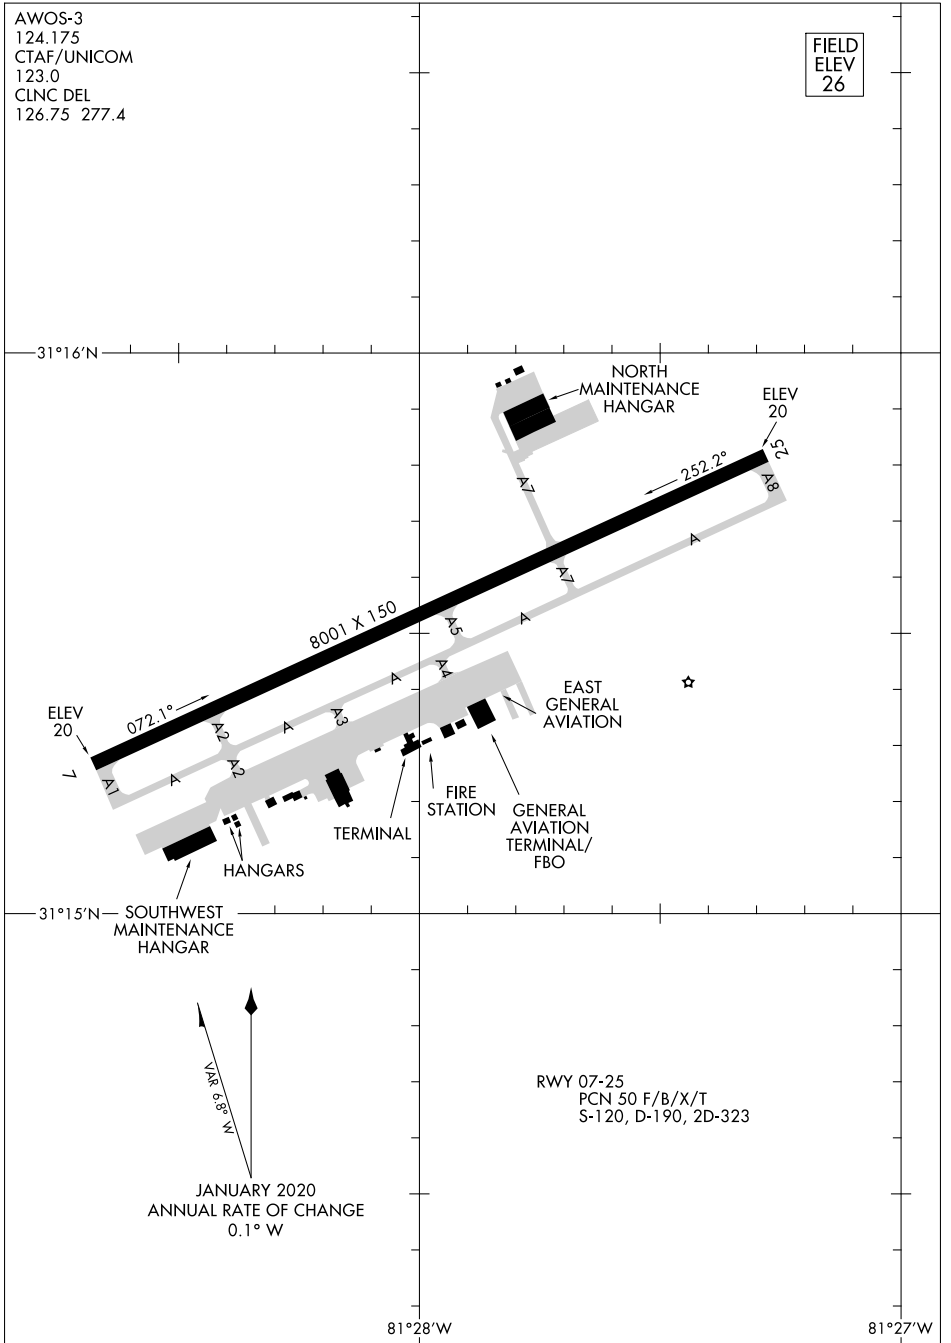 AWOS-3
124.175
CTAF/UNICOM
123.0
CLNC DEL
126.75 277.4
FIELD
ELEV
26
31°16'N
NORTH
MAINTENANCE
HANGAR
ELEV
20
25
252.2°
A8
A7
A
A7
8001 X 150
A5
A
A4
A
EAST
GENERAL
AVIATION
072.1°
A2
A
A3
ELEV
20
7
A1
A
A2
FIRE
STATION
TERMINAL
GENERAL
AVIATION
TERMINAL/
FBO
HANGARS
31°15'N
SOUTHWEST
MAINTENANCE
HANGAR
VAR 6.8° W
RWY 07-25
PCN 50 F/B/X/T
S-120, D-190, 2D-323
JANUARY 2020
ANNUAL RATE OF CHANGE
0.1° W
81°28'W
81°27'W